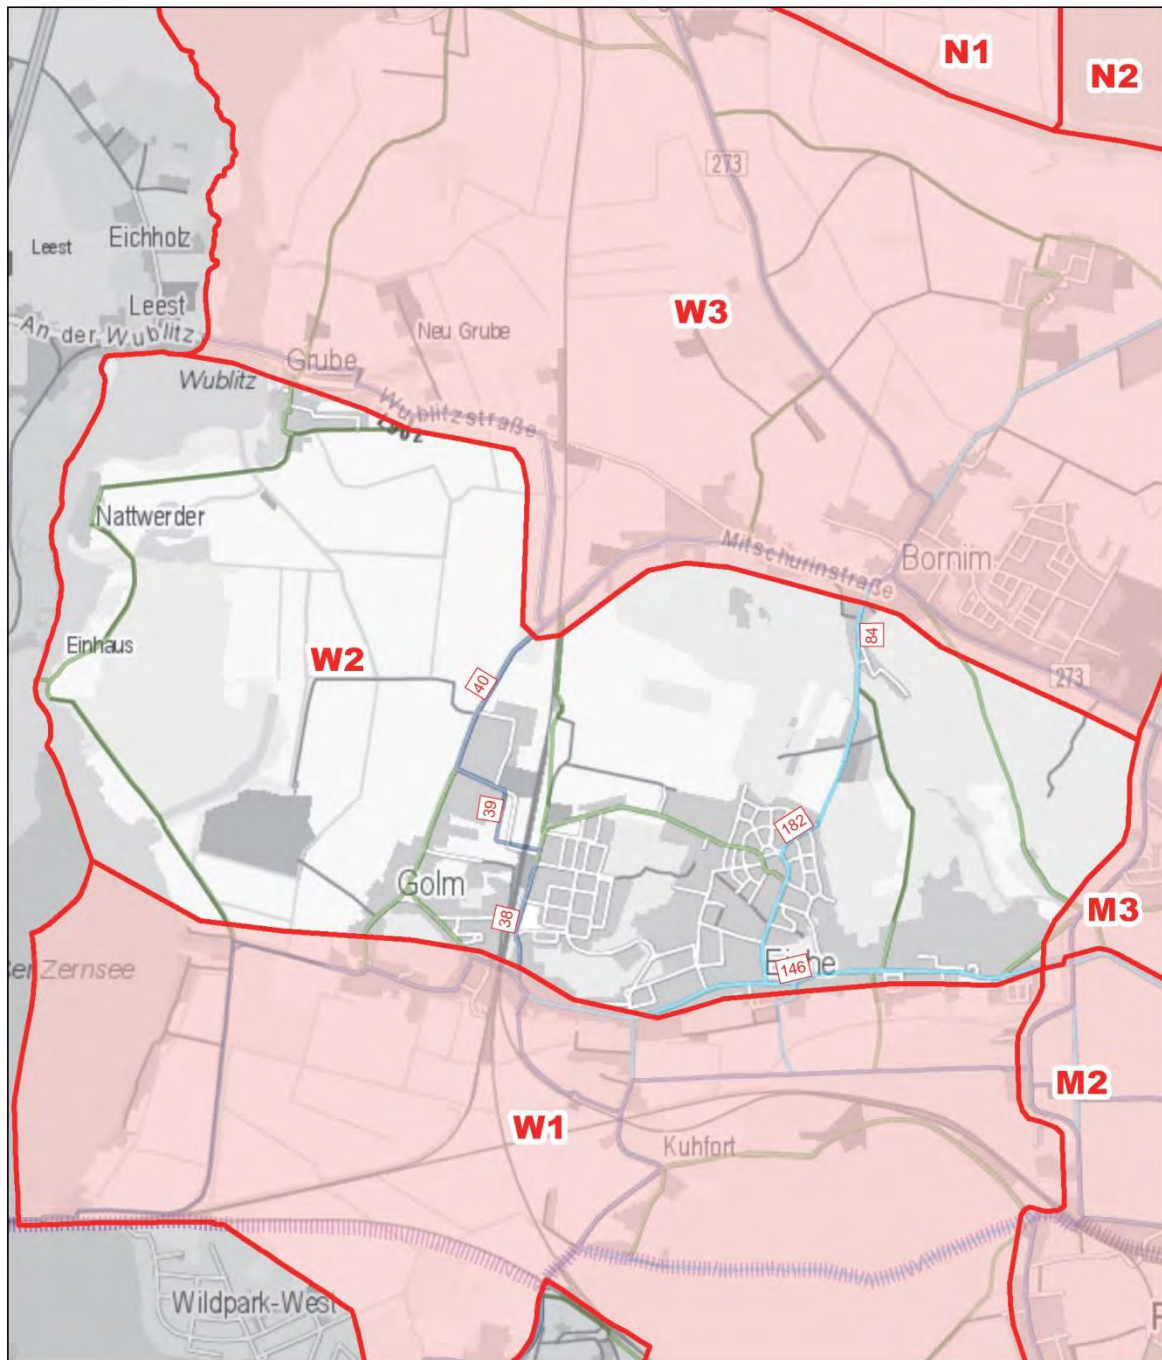 N1
N2
273
Eichholz
Leest
Leest
W3
An der Wublitz
Neu Grube
Grube
Wublitz
Wublitzstraße
Nattwerder
Mitschurinstraße
Bornim
84
Einhaus
W2
40
273
39
182
Golm
M3
38
146
Zernsee
M2
W1
Kuhfort
Wildpark-West